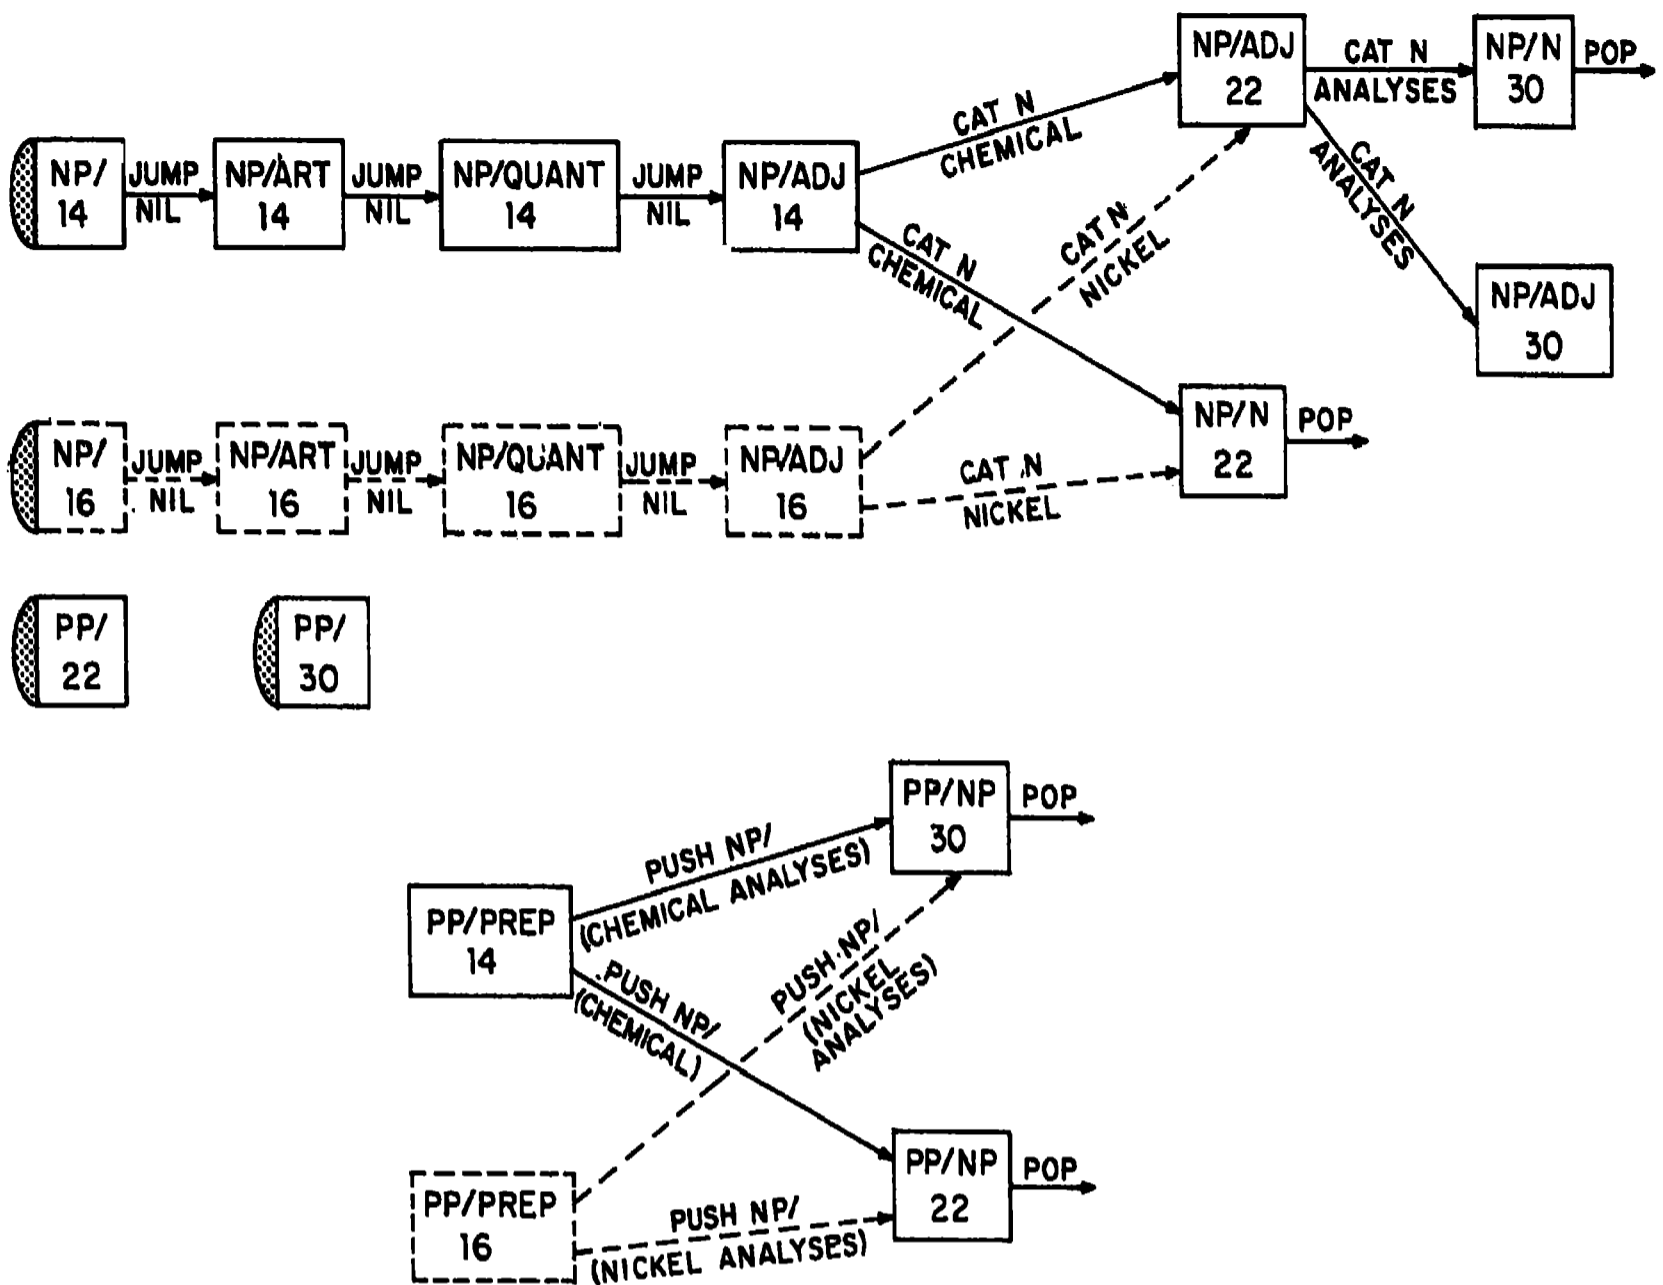 NP/ADJ
22
CAT N
ANALYSES
NP/N
30
POP
CAT N
CHEMICAL
CAT N
ANALYSES
NP/
14
JUMP
NIL
NP/ART
14
JUMP
NIL
NP/QUANT
14
JUMP
NIL
NP/ADJ
14
CAT N
CHEMICAL
CAT N
NICKEL
NP/ADJ
30
NP/N
22
POP
NP/
16
JUMP
NIL
NP/ART
16
JUMP
NIL
NP/QUANT
16
JUMP
NIL
NP/ADJ
16
CAT N
NICKEL
PP/
22
PP/
30
PP/NP
30
POP
PUSH NP/
(CHEMICAL ANALYSES)
PP/PREP
14
PUSH NP/
(CHEMICAL)
PUSH NP/
(NICKEL
ANALYSES)
PP/NP
22
POP
PP/PREP
16
PUSH NP/
(NICKEL ANALYSES)